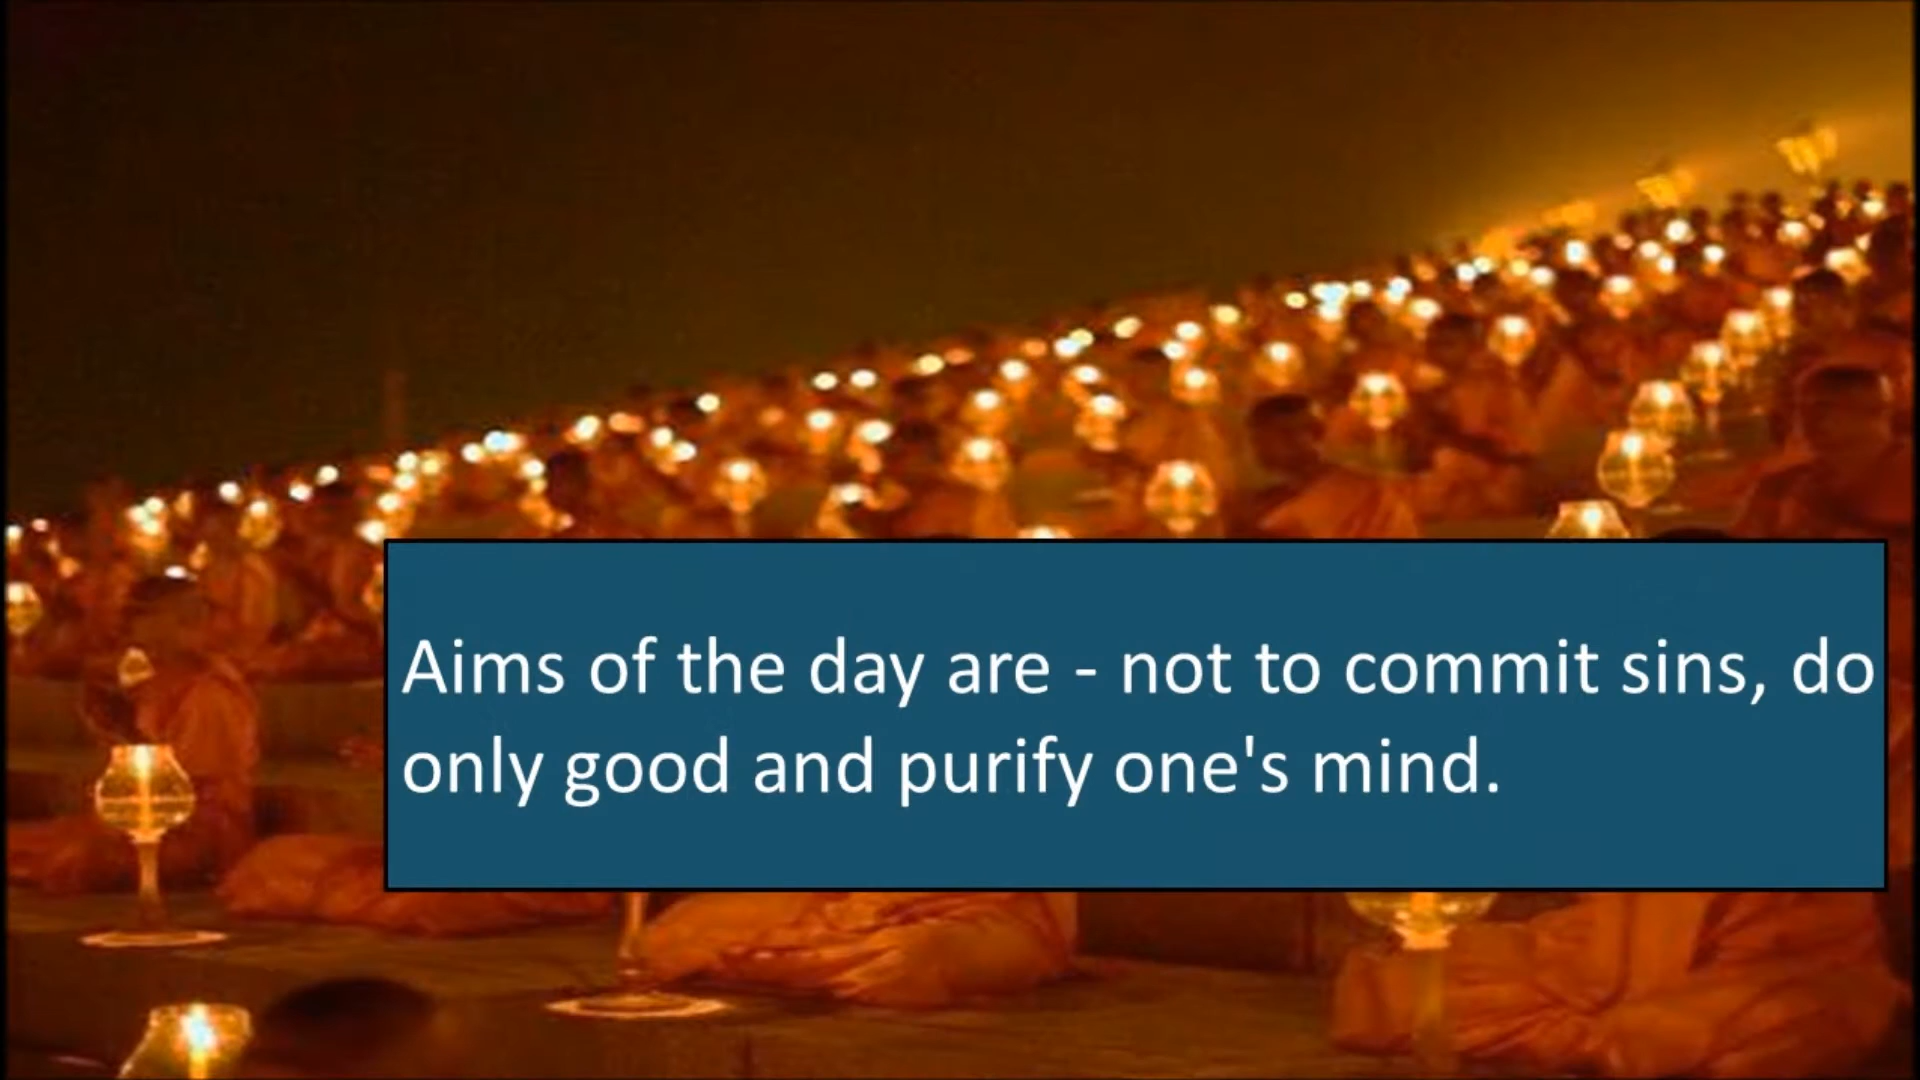 Aims of the day are - not to commit sins, do
only good and purify one's mind.